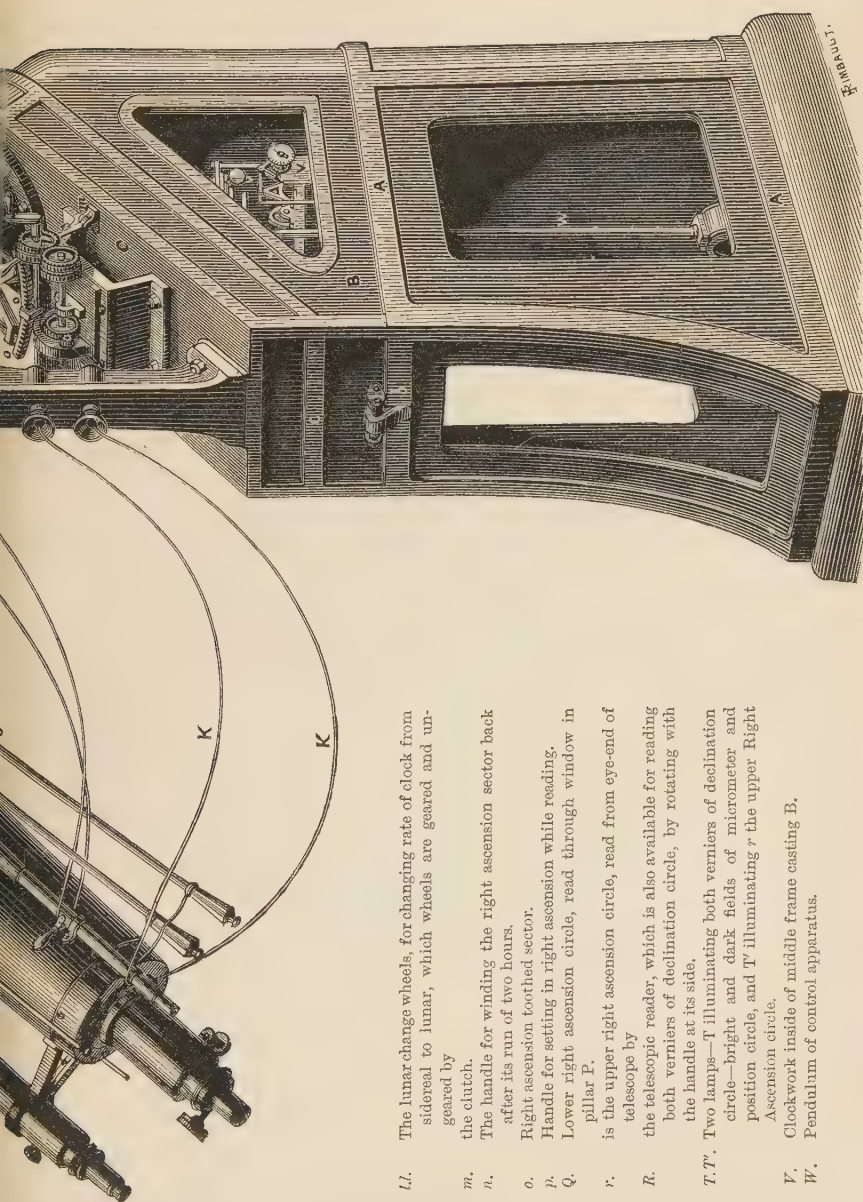 l.l. The lunar change wheels, for changing rate of clock from
sidereal to lunar, which wheels are geared and un-
geared by
m. the clutch.
n. The handle for winding the right ascension sector back
after its run of two hours.
o. Right ascension toothed sector.
p. Handle for setting in right ascension while reading.
Q. Lower right ascension circle, read through window in
pillar P.
r. is the upper right ascension circle, read from eye-end of
telescope by
R. the telescopic reader, which is also available for reading
both verniers of declination circle, by rotating with
the handle at its side.
T.T'. Two lamps—T illuminating both verniers of declination
circle—bright and dark fields of micrometer and
position circle, and T' illuminating r the upper Right
Ascension circle.
V. Clockwork inside of middle frame casting B.
W. Pendulum of control apparatus.
K
K
C
o
B
A
W
A
RIMBAULT.